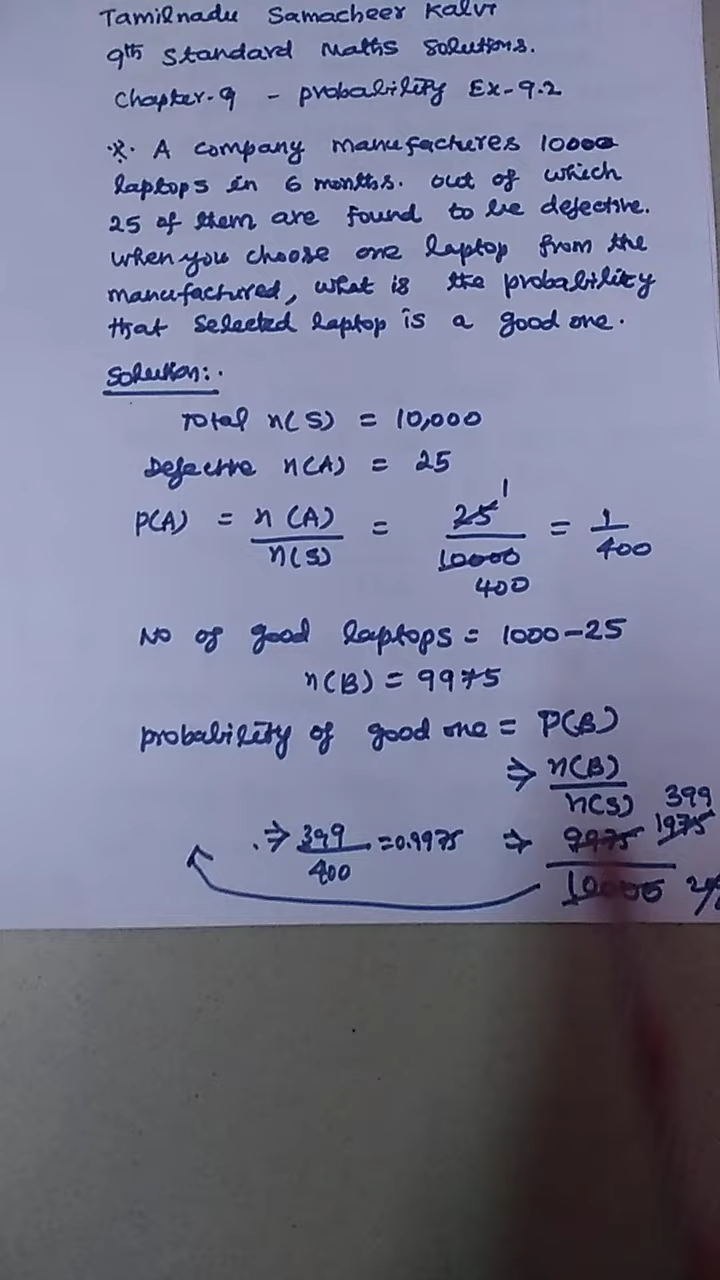 Tamilnadu Samacheer Kalvi
9th Standard Maths Solutions.
Chapter-9 - probability Ex-9.2
*. A company manufactures 10000
laptops in 6 months. out of which
25 of them are found to be defective.
when you choose one laptop from the
manufactured, what is the probability
that selected laptop is a good one.
Solution:.
Total n(S) = 10,000
Defective n(A) = 25
P(A) = n(A)/n(S) = 25/10000 = 1/400
1
400
No of good laptops = 1000-25
n(B) = 9975
probability of good one = P(B)
⇒ n(B)/n(S)
⇒ 9975/10000
399
1975
⇒ 399/400 = 0.9975